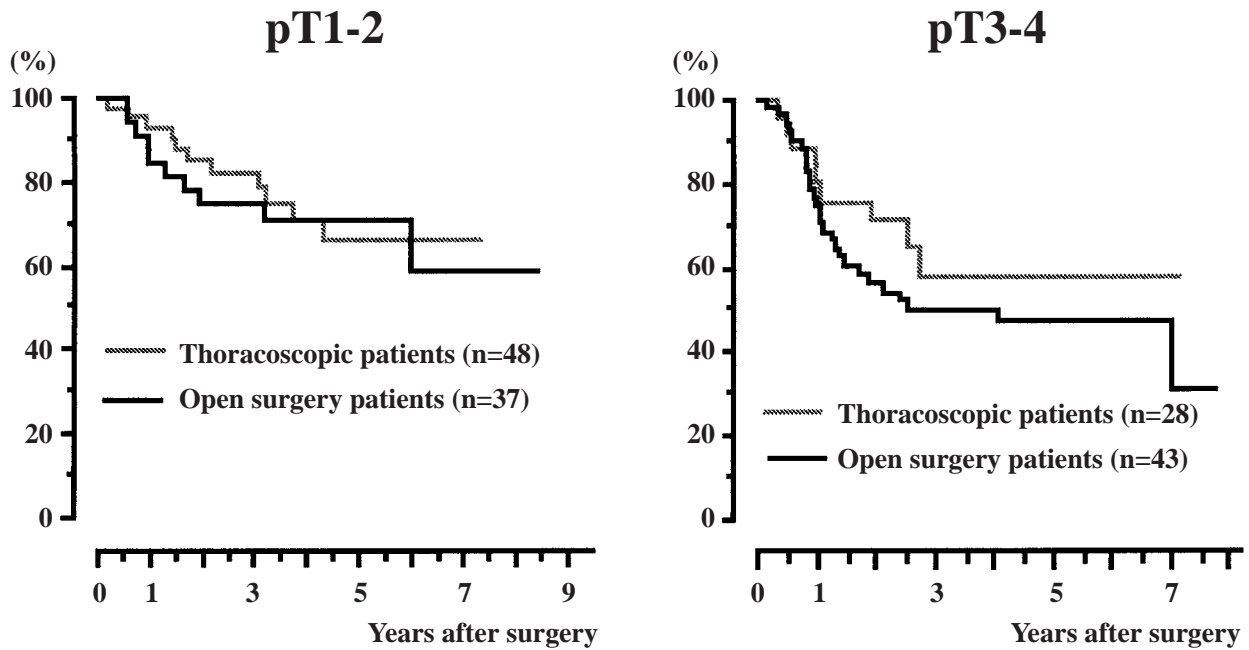 pT1-2
(%)
100
80
60
40
20
0
Thoracoscopic patients (n=48)
Open surgery patients (n=37)
0 1 3 5 7 9
Years after surgery
pT3-4
(%)
100
80
60
40
20
0
Thoracoscopic patients (n=28)
Open surgery patients (n=43)
0 1 3 5 7
Years after surgery